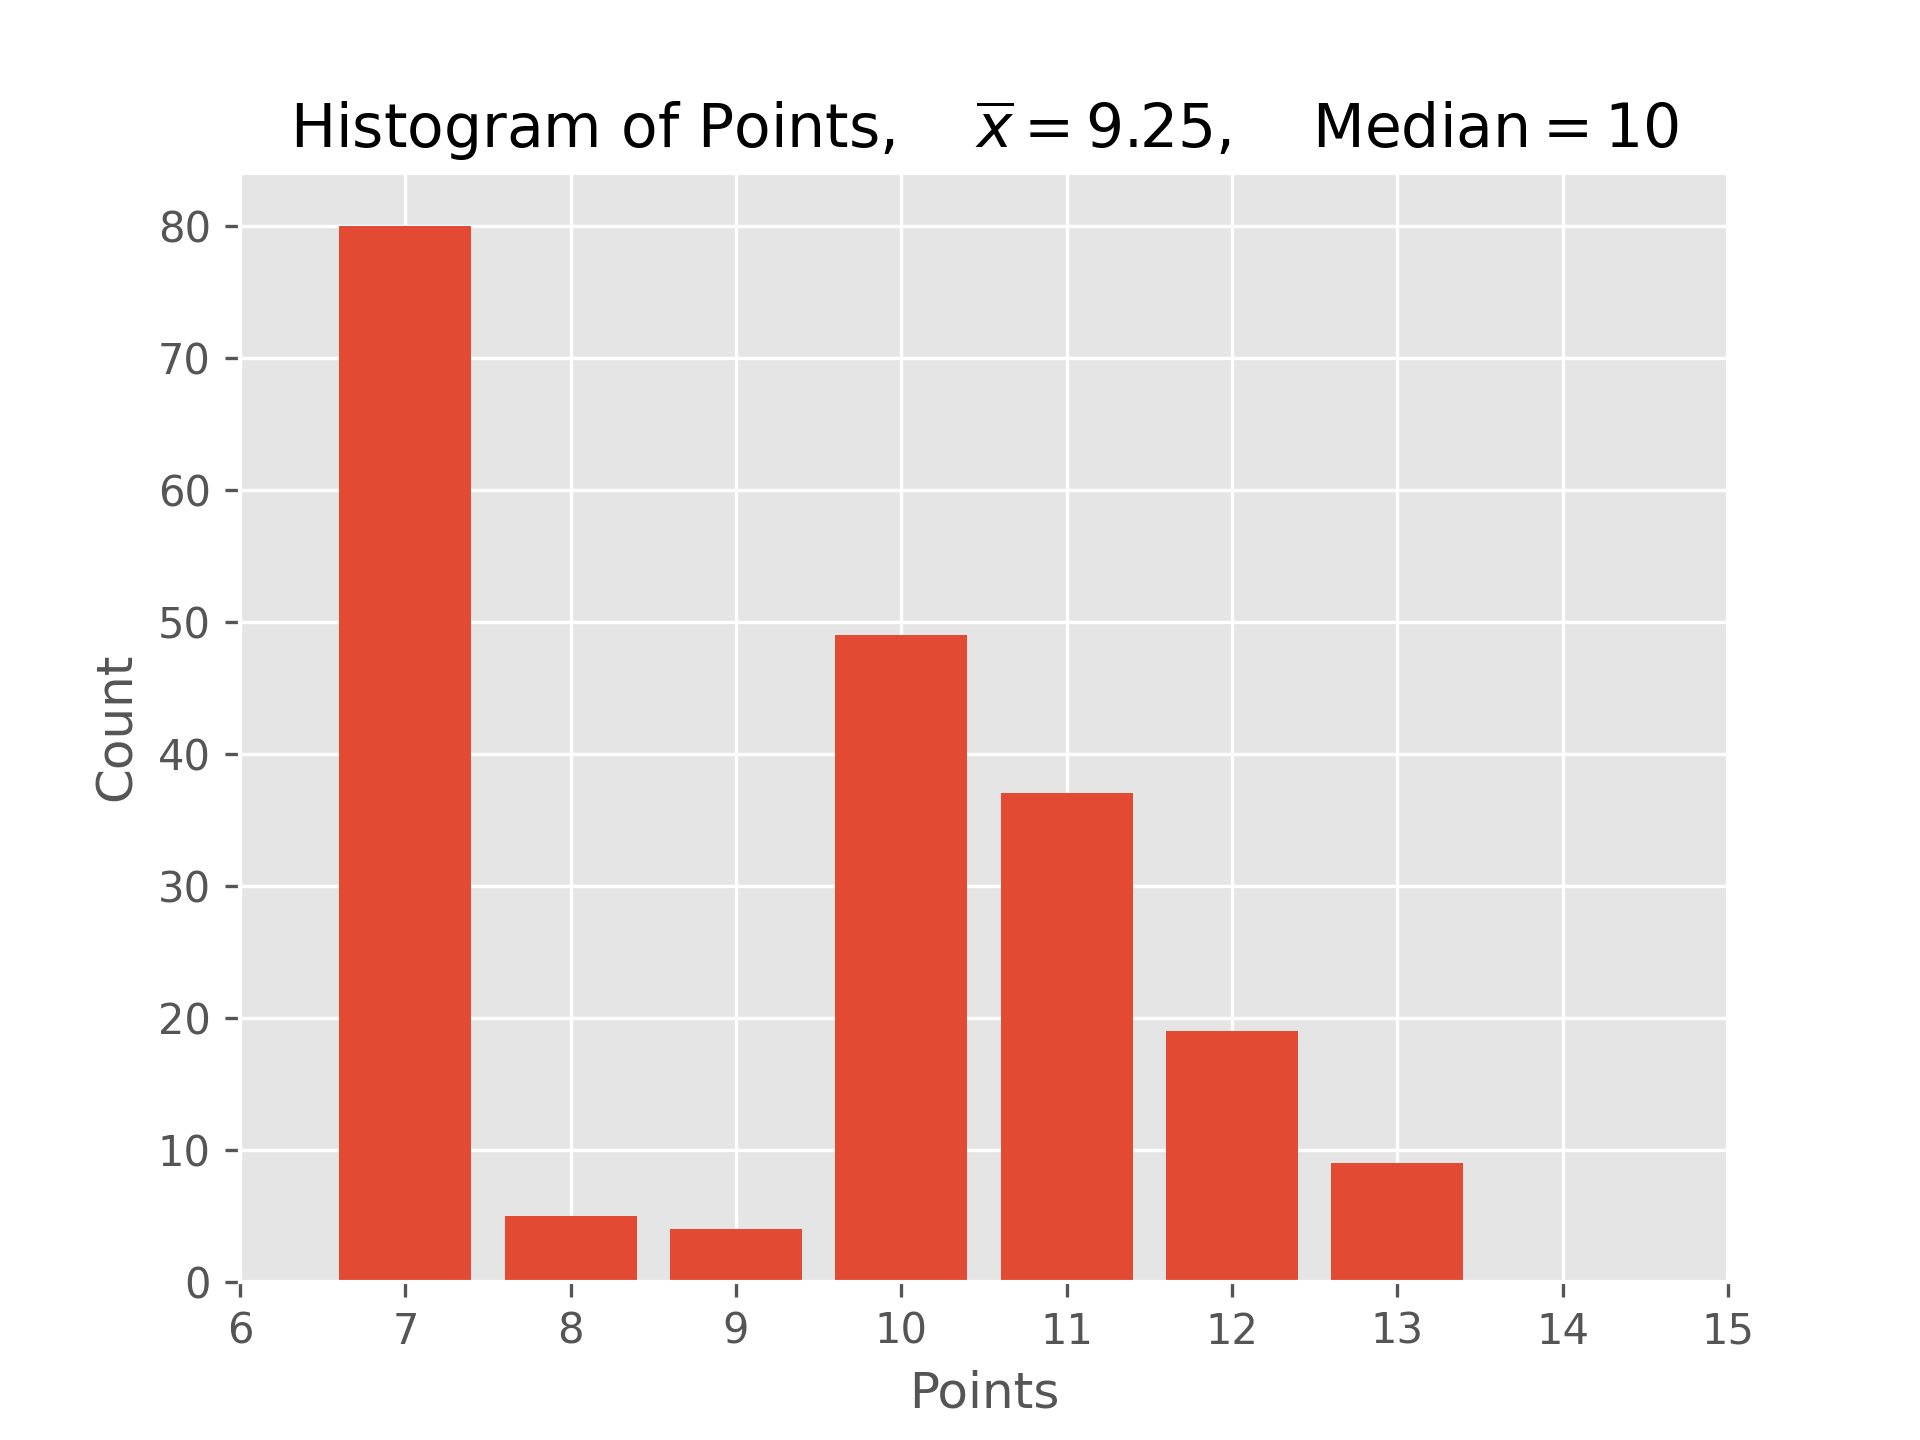 Histogram of Points, x̅ = 9.25, Median = 10
80
70
60
50
40
30
20
10
0
Count
6 7 8 9 10 11 12 13 14 15
Points